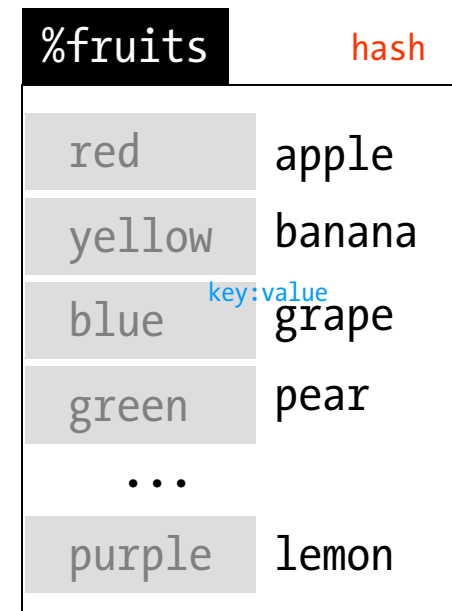 %fruits hash
red apple
yellow banana
key:value
blue grape
green pear
...
purple lemon